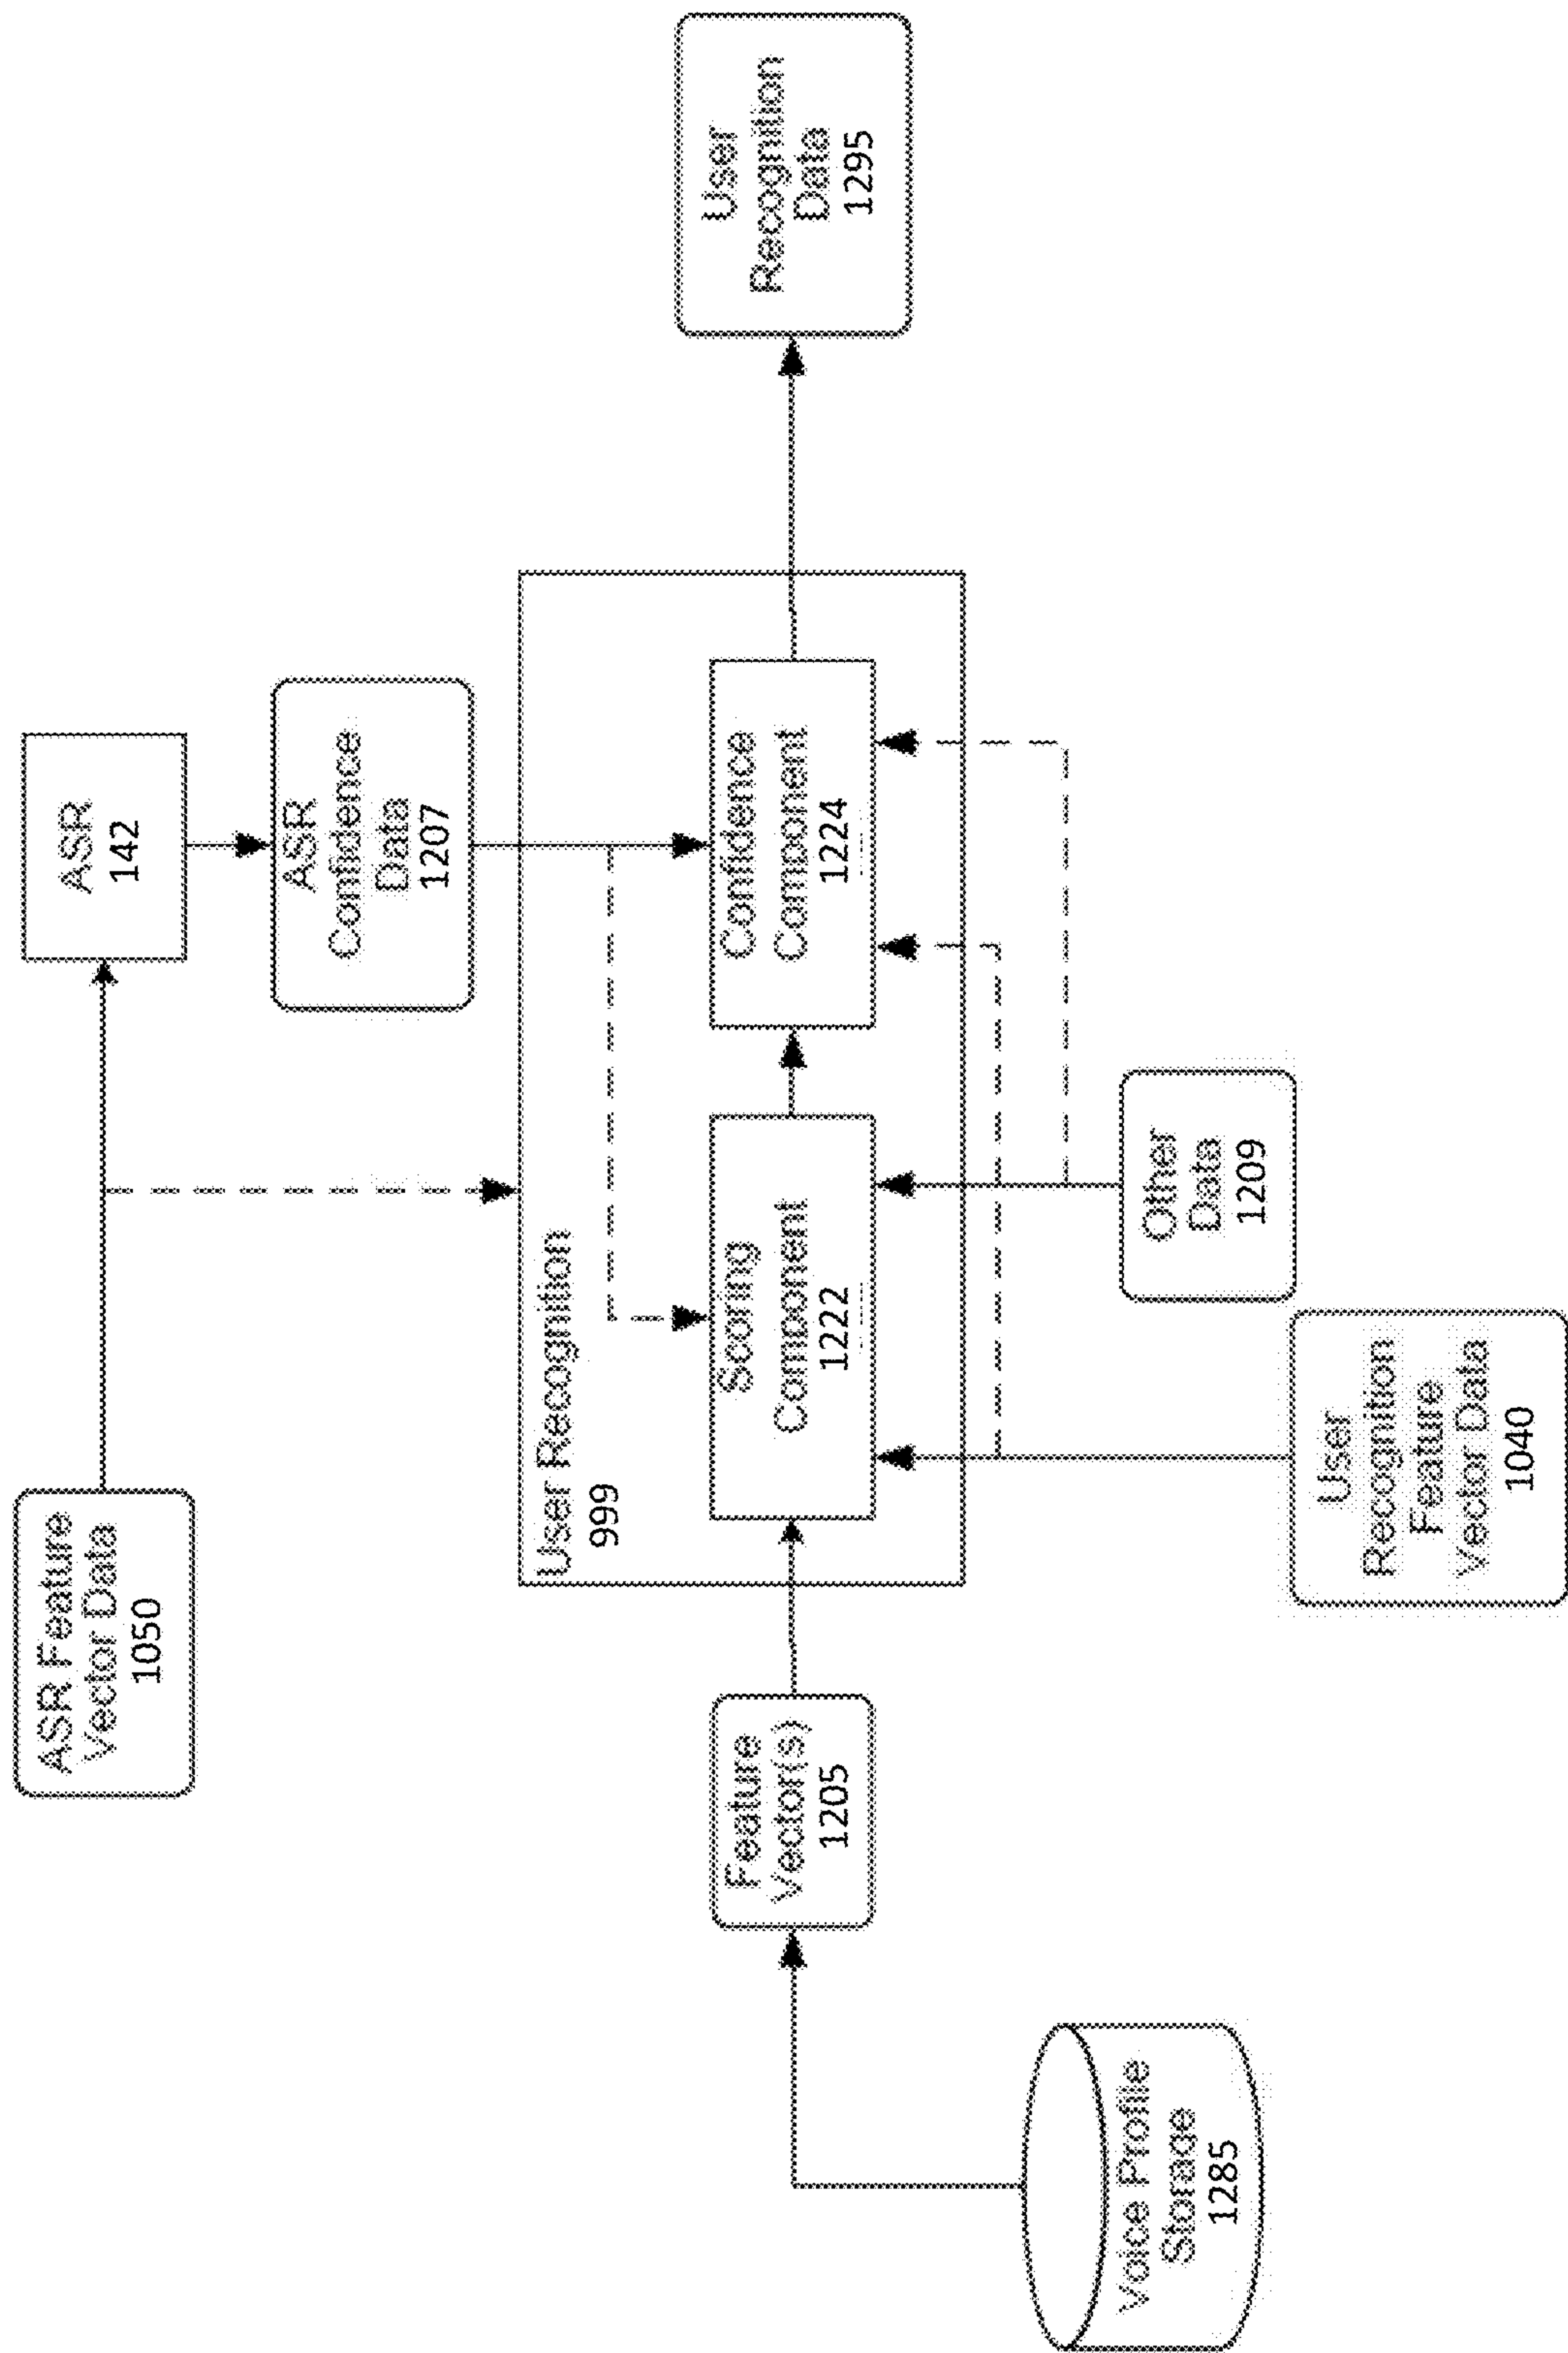 ASR Feature
Vector Data
1050
ASR
142
ASR
Confidence
Data
1207
User Recognition
999
Voice Profile
Storage
1285
Feature
Vector(s)
1205
Scoring
Component
1222
Confidence
Component
1224
User
Recognition
Data
1295
Other
Data
1209
User
Recognition
Feature
Vector Data
1040